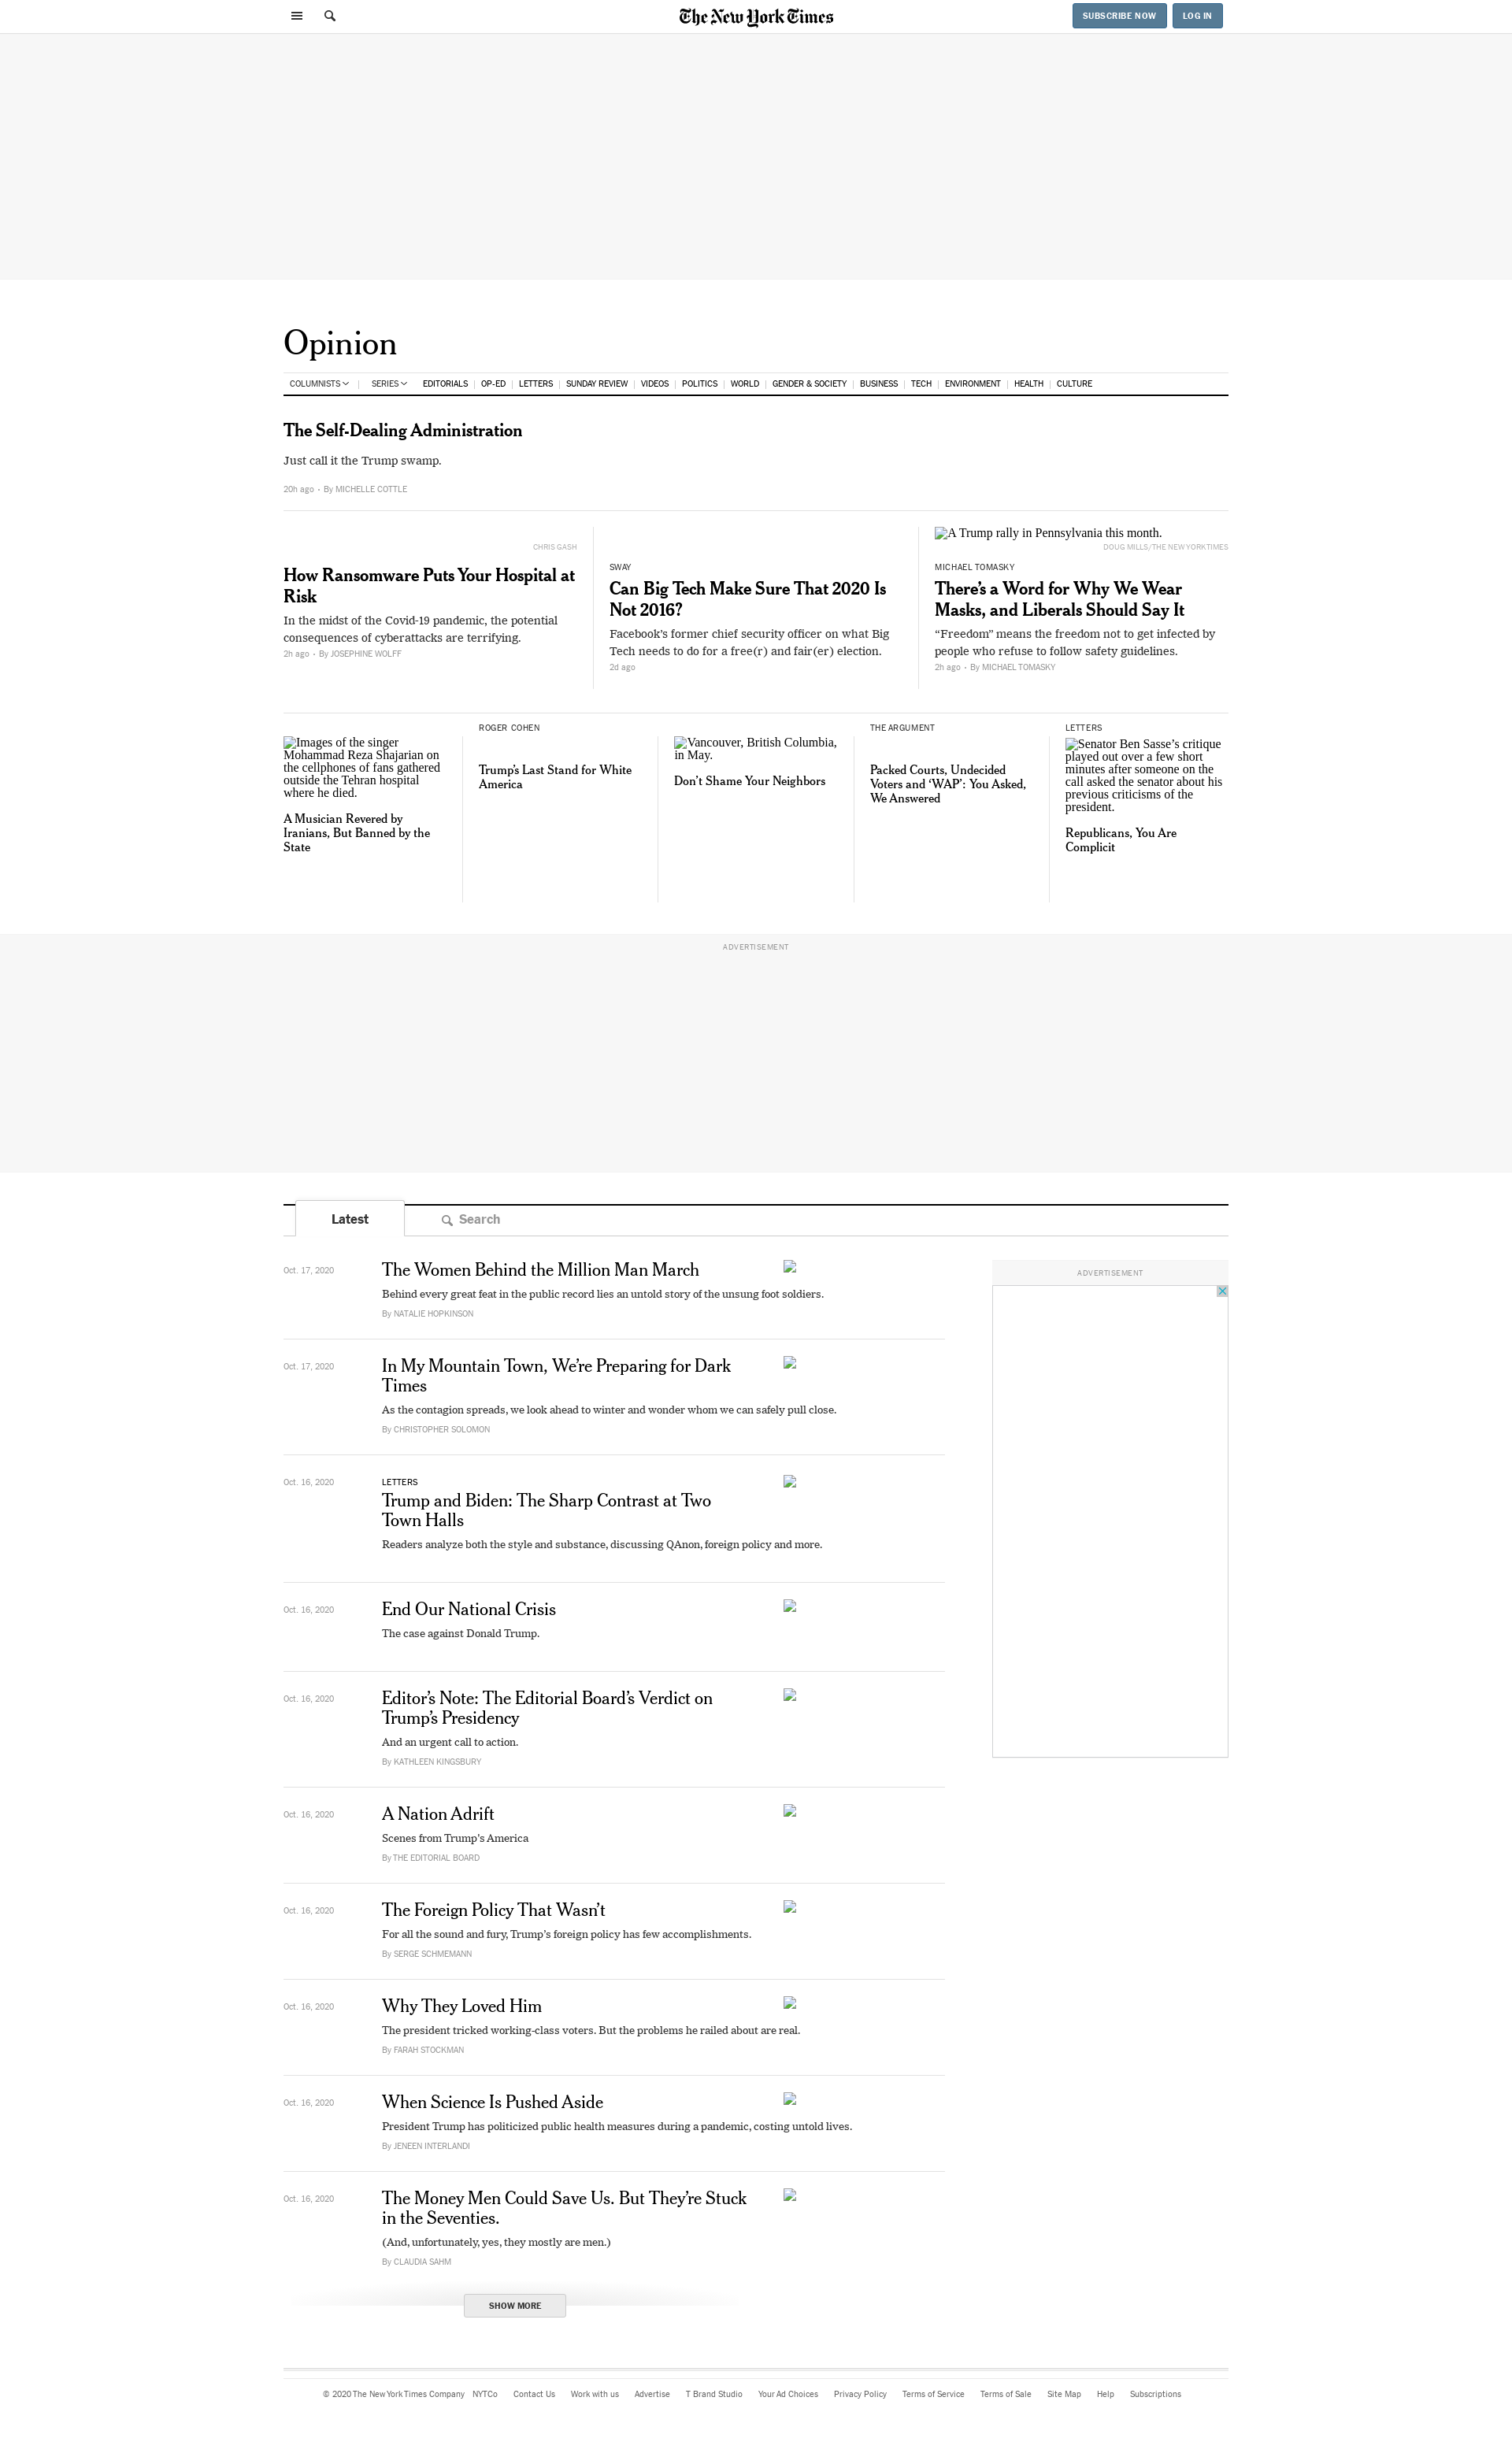 The New York Times
SUBSCRIBE NOW
LOG IN
Opinion
COLUMNISTS
SERIES
EDITORIALS
OP-ED
LETTERS
SUNDAY REVIEW
VIDEOS
POLITICS
WORLD
GENDER & SOCIETY
BUSINESS
TECH
ENVIRONMENT
HEALTH
CULTURE
The Self-Dealing Administration
Just call it the Trump swamp.
20h ago • By MICHELLE COTTLE
CHRIS GASH
How Ransomware Puts Your Hospital at
Risk
In the midst of the Covid-19 pandemic, the potential
consequences of cyberattacks are terrifying.
2h ago • By JOSEPHINE WOLFF
SWAY
Can Big Tech Make Sure That 2020 Is
Not 2016?
Facebook’s former chief security officer on what Big
Tech needs to do for a free(r) and fair(er) election.
2d ago
A Trump rally in Pennsylvania this month.
DOUG MILLS/THE NEW YORK TIMES
MICHAEL TOMASKY
There’s a Word for Why We Wear
Masks, and Liberals Should Say It
“Freedom” means the freedom not to get infected by
people who refuse to follow safety guidelines.
2h ago • By MICHAEL TOMASKY
Images of the singer
Mohammad Reza Shajarian on
the cellphones of fans gathered
outside the Tehran hospital
where he died.
A Musician Revered by
Iranians, But Banned by the
State
ROGER COHEN
Trump’s Last Stand for White
America
Vancouver, British Columbia,
in May.
Don’t Shame Your Neighbors
THE ARGUMENT
Packed Courts, Undecided
Voters and ‘WAP’: You Asked,
We Answered
LETTERS
Senator Ben Sasse’s critique
played out over a few short
minutes after someone on the
call asked the senator about his
previous criticisms of the
president.
Republicans, You Are
Complicit
ADVERTISEMENT
Latest
Search
Oct. 17, 2020
The Women Behind the Million Man March
Behind every great feat in the public record lies an untold story of the unsung foot soldiers.
By NATALIE HOPKINSON
ADVERTISEMENT
Oct. 17, 2020
In My Mountain Town, We’re Preparing for Dark
Times
As the contagion spreads, we look ahead to winter and wonder whom we can safely pull close.
By CHRISTOPHER SOLOMON
Oct. 16, 2020
LETTERS
Trump and Biden: The Sharp Contrast at Two
Town Halls
Readers analyze both the style and substance, discussing QAnon, foreign policy and more.
Oct. 16, 2020
End Our National Crisis
The case against Donald Trump.
Oct. 16, 2020
Editor’s Note: The Editorial Board’s Verdict on
Trump’s Presidency
And an urgent call to action.
By KATHLEEN KINGSBURY
Oct. 16, 2020
A Nation Adrift
Scenes from Trump’s America
By THE EDITORIAL BOARD
Oct. 16, 2020
The Foreign Policy That Wasn’t
For all the sound and fury, Trump’s foreign policy has few accomplishments.
By SERGE SCHMEMANN
Oct. 16, 2020
Why They Loved Him
The president tricked working-class voters. But the problems he railed about are real.
By FARAH STOCKMAN
Oct. 16, 2020
When Science Is Pushed Aside
President Trump has politicized public health measures during a pandemic, costing untold lives.
By JENEEN INTERLANDI
Oct. 16, 2020
The Money Men Could Save Us. But They’re Stuck
in the Seventies.
(And, unfortunately, yes, they mostly are men.)
By CLAUDIA SAHM
SHOW MORE
© 2020 The New York Times Company
NYTCo
Contact Us
Work with us
Advertise
T Brand Studio
Your Ad Choices
Privacy Policy
Terms of Service
Terms of Sale
Site Map
Help
Subscriptions